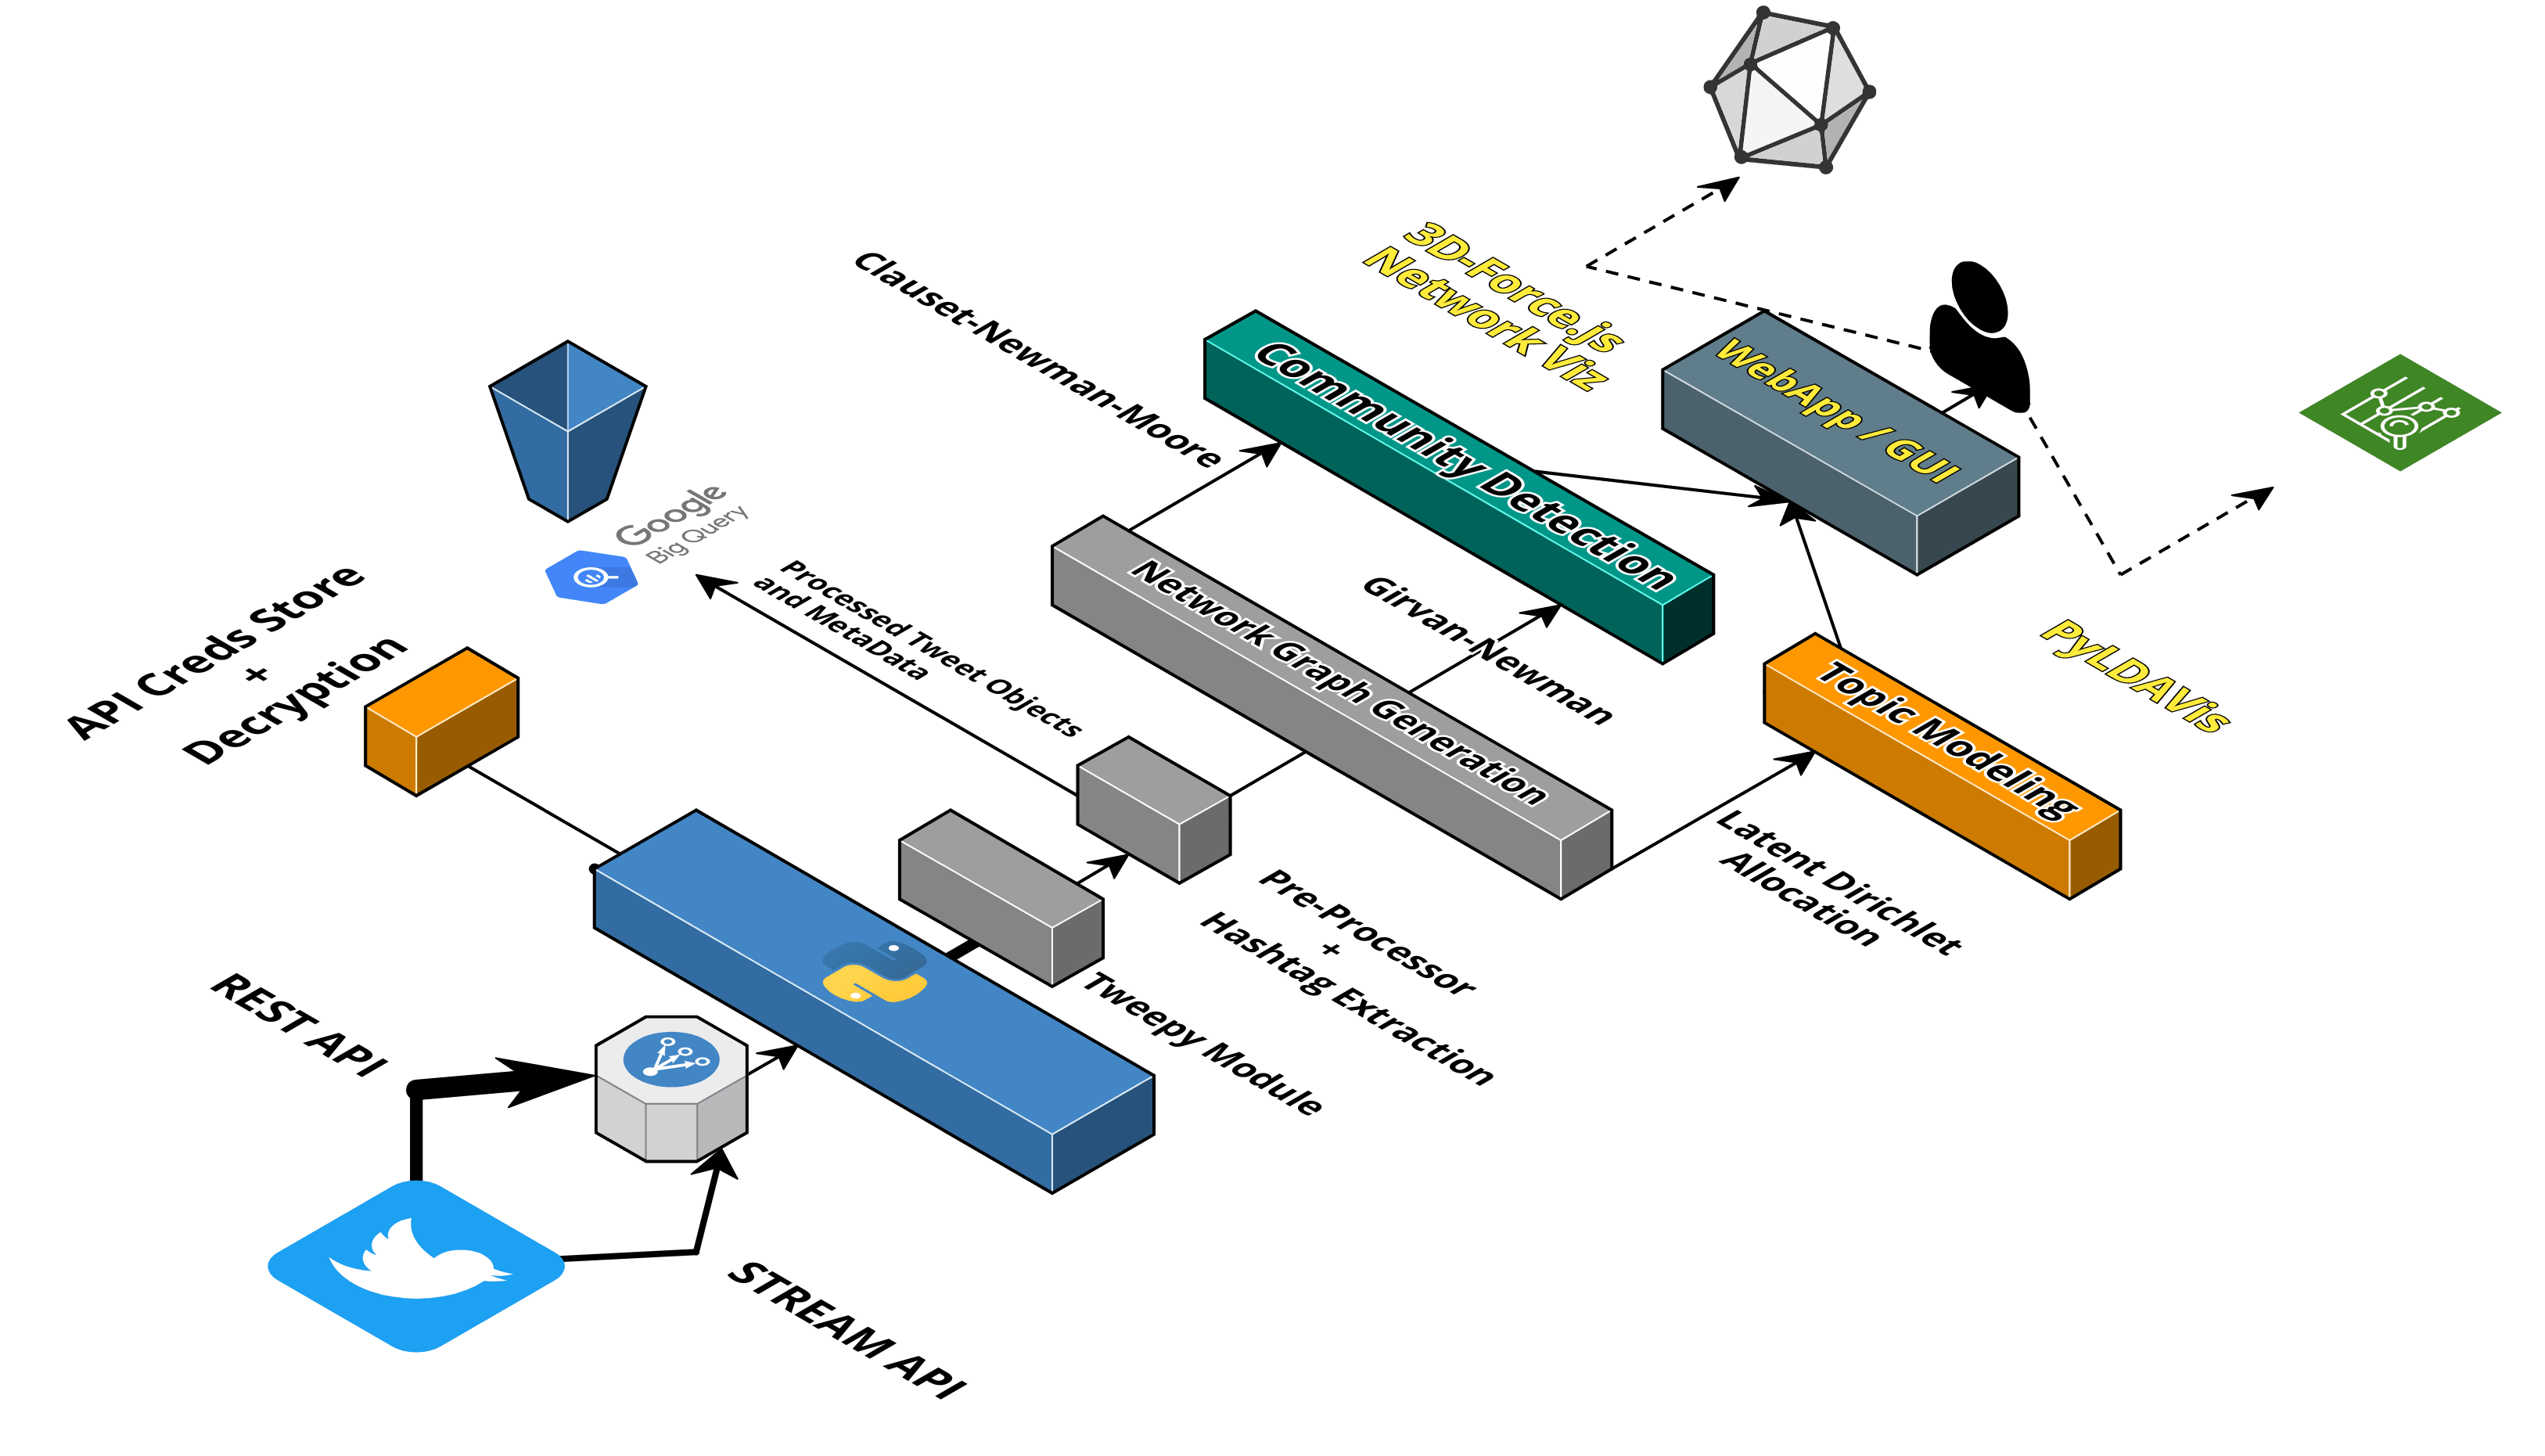 3D-Force.js
Network Viz
Clauset-Newman-Moore
Community Detection
WebApp / GUI
Google
Big Query
Processed Tweet Objects
and MetaData
Network Graph Generation
Girvan-Newman
API Creds Store
+
Decryption
Topic Modeling
PyLDAVis
Latent Dirichlet
Allocation
Pre-Processor
+
Hashtag Extraction
Tweepy Module
REST API
STREAM API